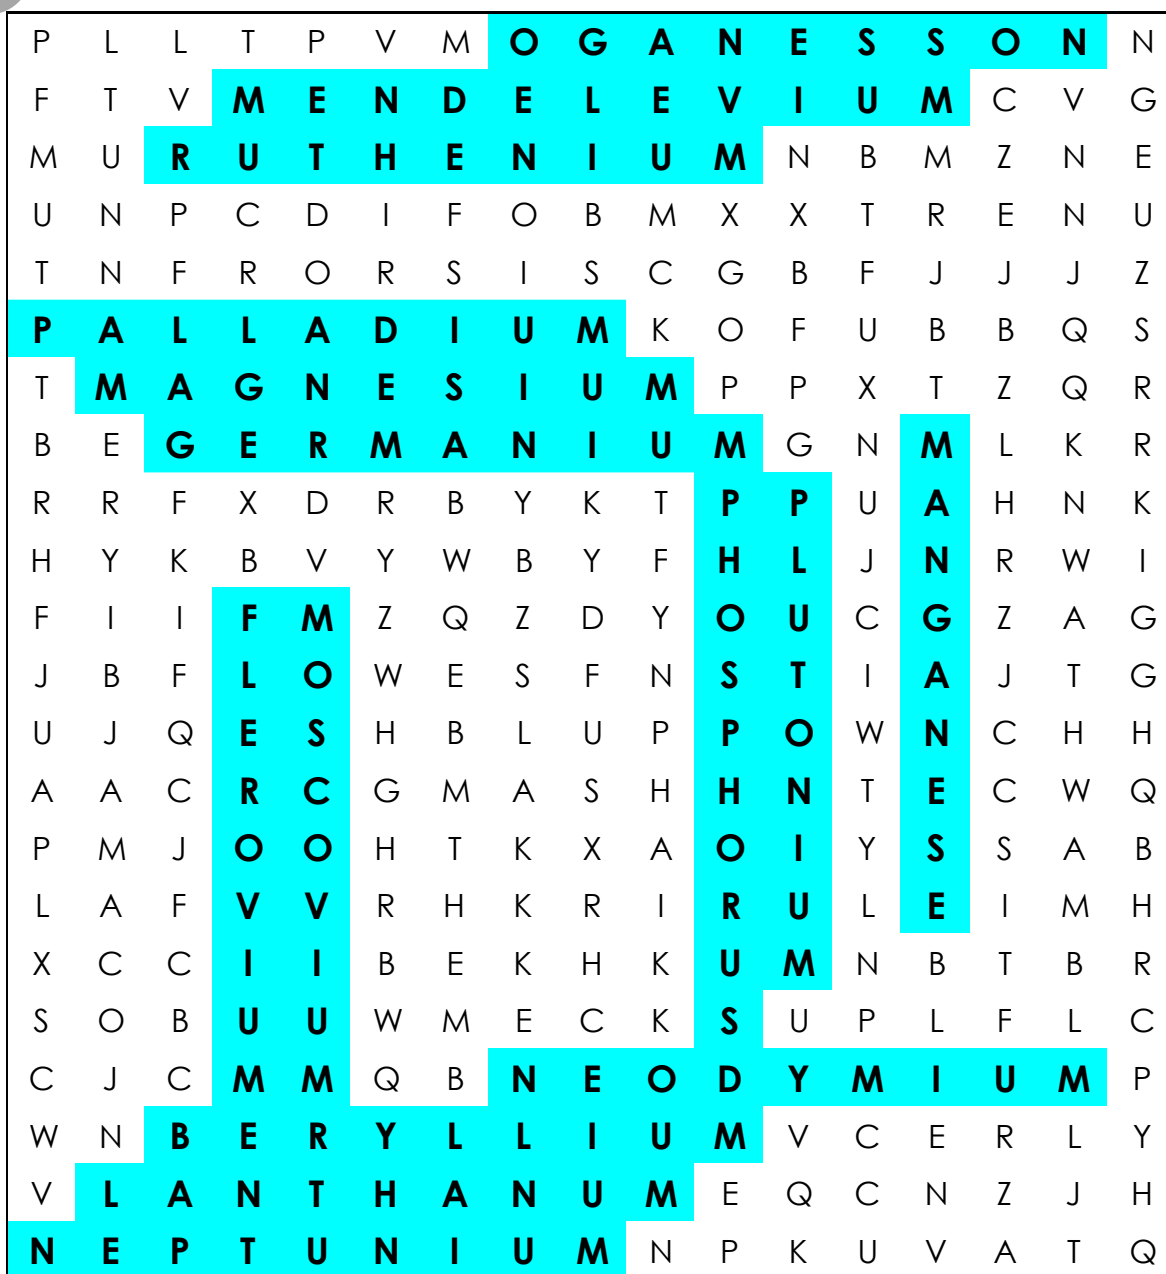 P L L T P V M O G A N E S S O N N
F T V M E N D E L E V I U M C V G
M U R U T H E N I U M N B M Z N E
U N P C D I F O B M X X T R E N U
T N F R O R S I S C G B F J J J Z
P A L L A D I U M K O F U B B Q S
T M A G N E S I U M P P X T Z Q R
B E G E R M A N I U M G N M L K R
R R F X D R B Y K T P P U A H N K
H Y K B V Y W B Y F H L J N R W I
F I I F M Z Q Z D Y O U C G Z A G
J B F L O W E S F N S T I A J T G
U J Q E S H B L U P P O W N C H H
A A C R C G M A S H H N T E C W Q
P M J O O H T K X A O I Y S S A B
L A F V V R H K R I R U L E I M H
X C C I I B E K H K U M N B T B R
S O B U U W M E C K S U P L F L C
C J C M M Q B N E O D Y M I U M P
W N B E R Y L L I U M V C E R L Y
V L A N T H A N U M E Q C N Z J H
N E P T U N I U M N P K U V A T Q